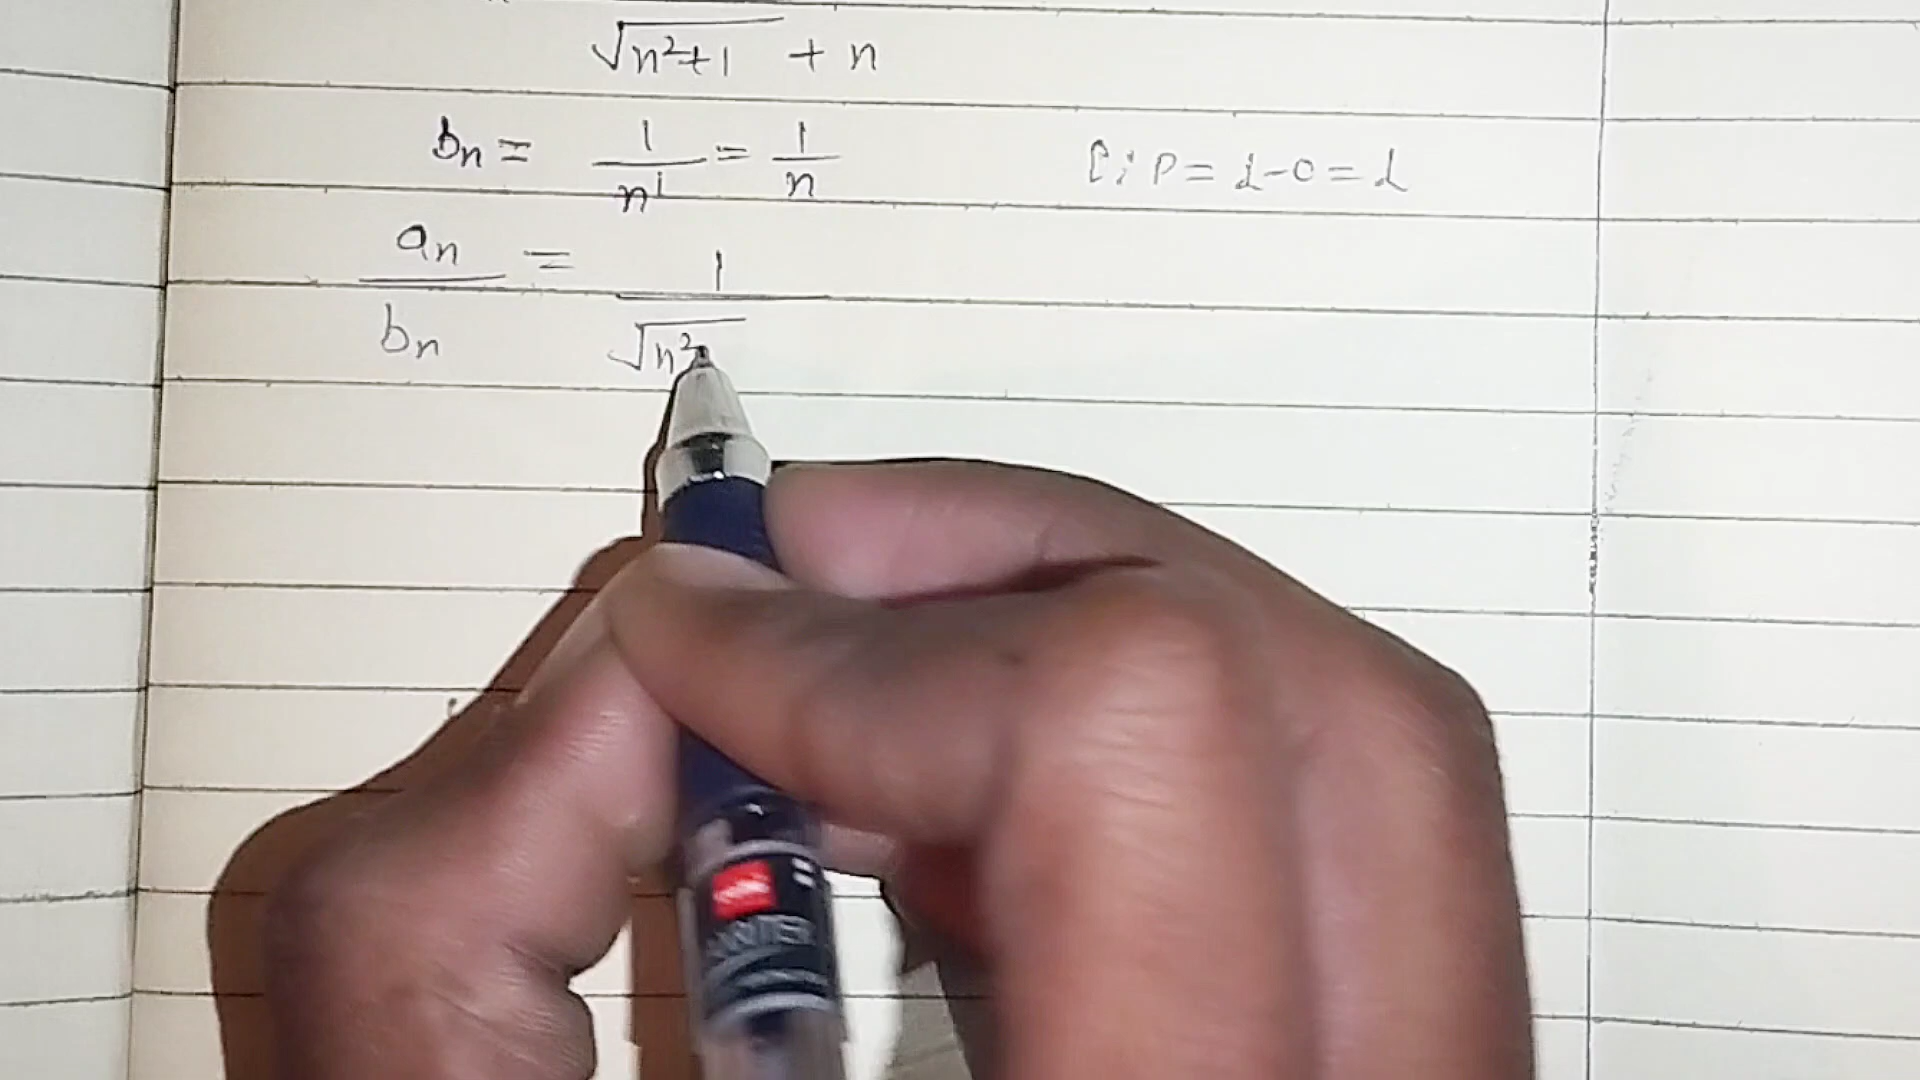 √n²+1 + n
bn = 1/n¹ = 1/n [∵ P = 1-0 = 1
an/bn = 1/√n²